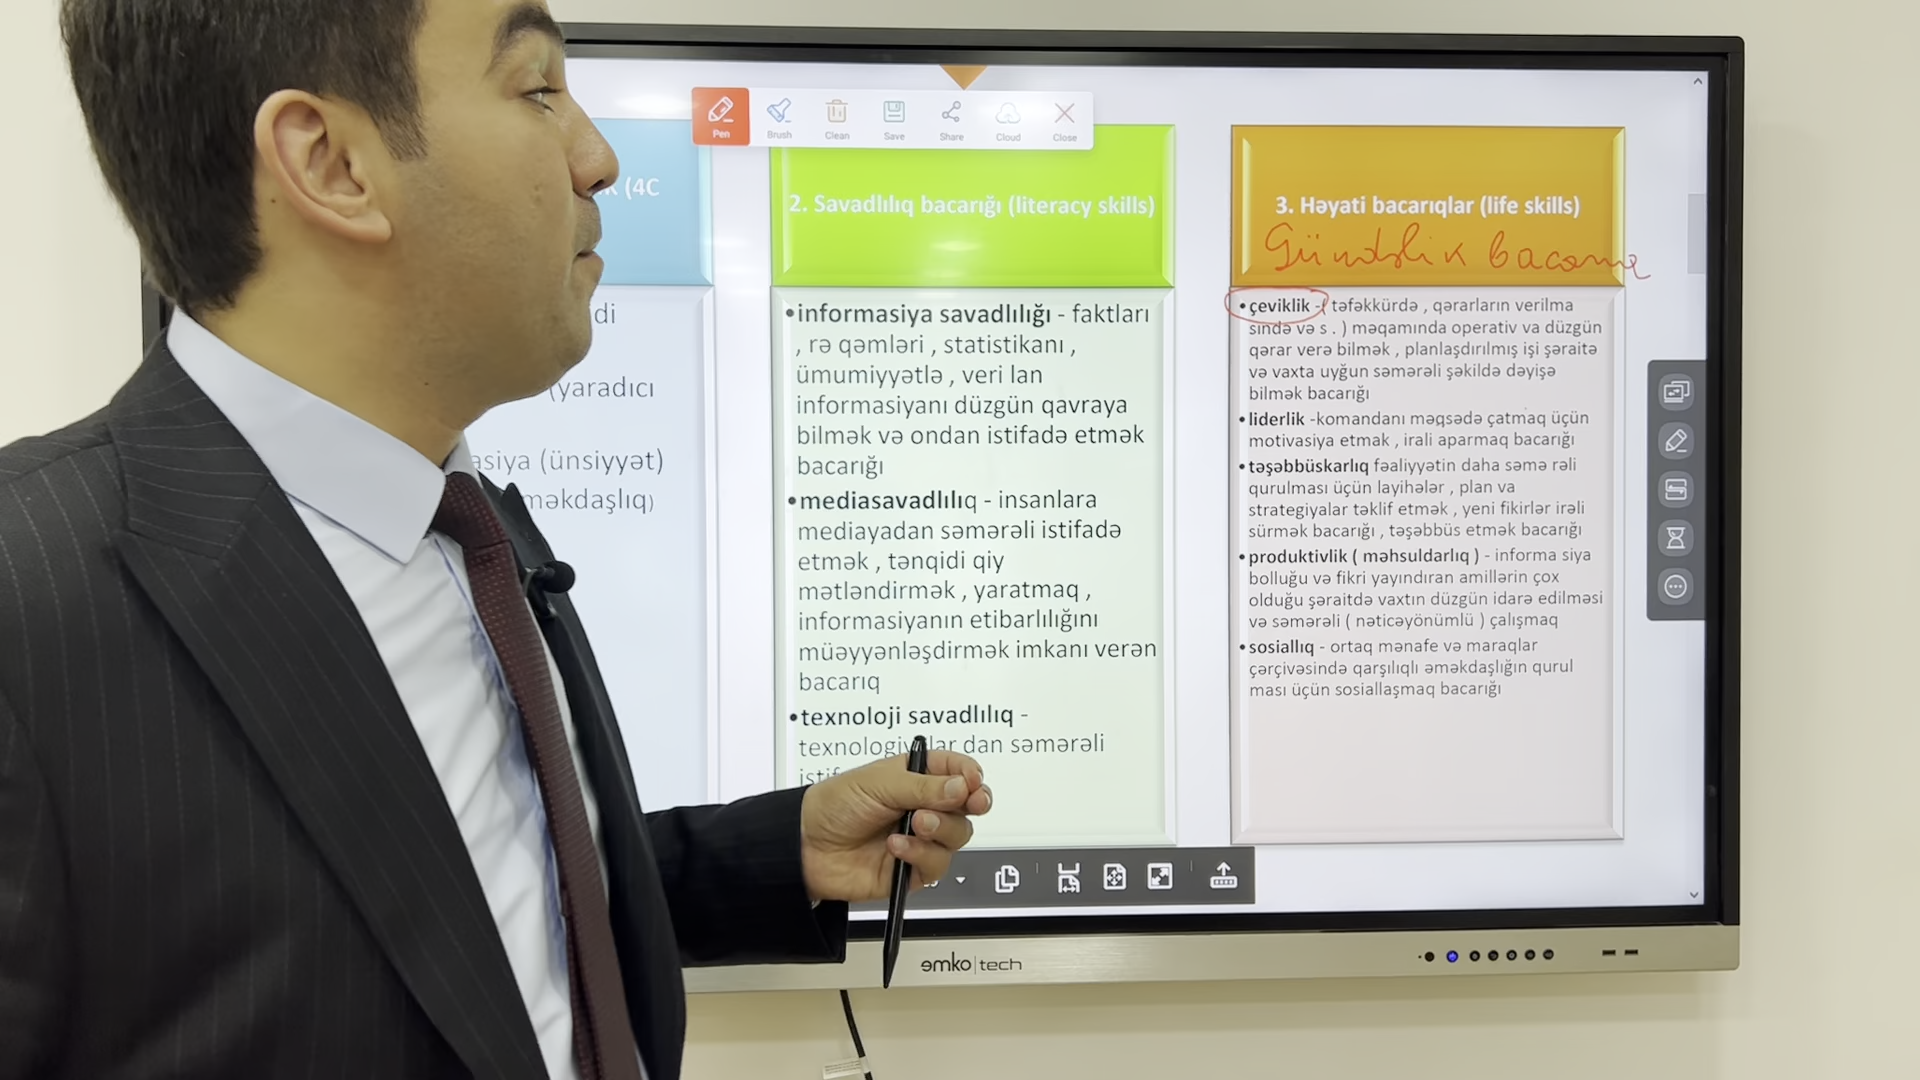 Pen
Brush
Clean
Save
Share
Cloud
Close
(4C
di
(yaradıcı
asiya (ünsiyyət)
məkdaşlıq)
2. Savadlılıq bacarığı (literacy skills)
•informasiya savadlılığı - faktları
, rə qəmləri , statistikanı ,
ümumiyyətlə , veri lan
informasiyanı düzgün qavraya
bilmək və ondan istifadə etmək
bacarığı
•mediasavadlılıq - insanlara
mediayadan səmərəli istifadə
etmək , tənqidi qiy
mətləndirmək , yaratmaq ,
informasiyanın etibarlılığını
müəyyənləşdirmək imkanı verən
bacarıq
•texnoloji savadlılıq -
dan səmərəli
3. Həyati bacarıqlar (life skills)
Gündəlik
•çeviklik -( təfəkkürdə , qərarların verilma
sində və s . ) məqamında operativ va düzgün
qərar verə bilmək , planlaşdırılmış işi şəraitə
və vaxta uyğun səmərəli şəkildə dəyişə
bilmək bacarığı
•liderlik -komandanı məqsədə çatmaq üçün
motivasiya etmak , irali aparmaq bacarığı
•təşəbbüskarlıq fəaliyyətin daha səmə rəli
qurulması üçün layihələr , plan va
strategiyalar təklif etmək , yeni fikirlər irəli
sürmək bacarığı , təşəbbüs etmək bacarığı
•produktivlik ( məhsuldarlıq ) - informa siya
bolluğu və fikri yayındıran amillərin çox
olduğu şəraitdə vaxtın düzgün idarə edilməsi
və səmərəli ( nəticəyönümlü ) çalışmaq
•sosiallıq - ortaq mənafe və maraqlar
çərçivəsində qarşılıqlı əməkdaşlığın qurul
ması üçün sosiallaşmaq bacarığı
əmko|tech